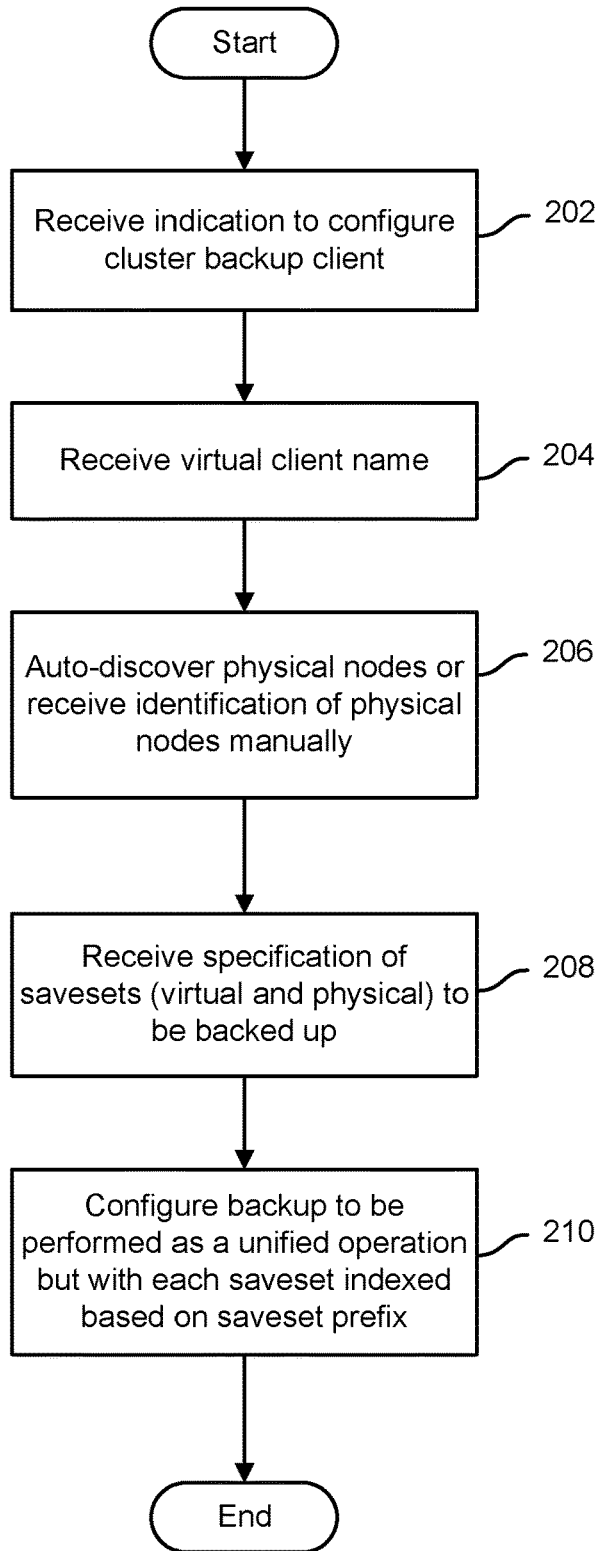 Start
Receive indication to configure
cluster backup client
202
Receive virtual client name
204
Auto-discover physical nodes or
receive identification of physical
nodes manually
206
Receive specification of
savesets (virtual and physical) to
be backed up
208
Configure backup to be
performed as a unified operation
but with each saveset indexed
based on saveset prefix
210
End